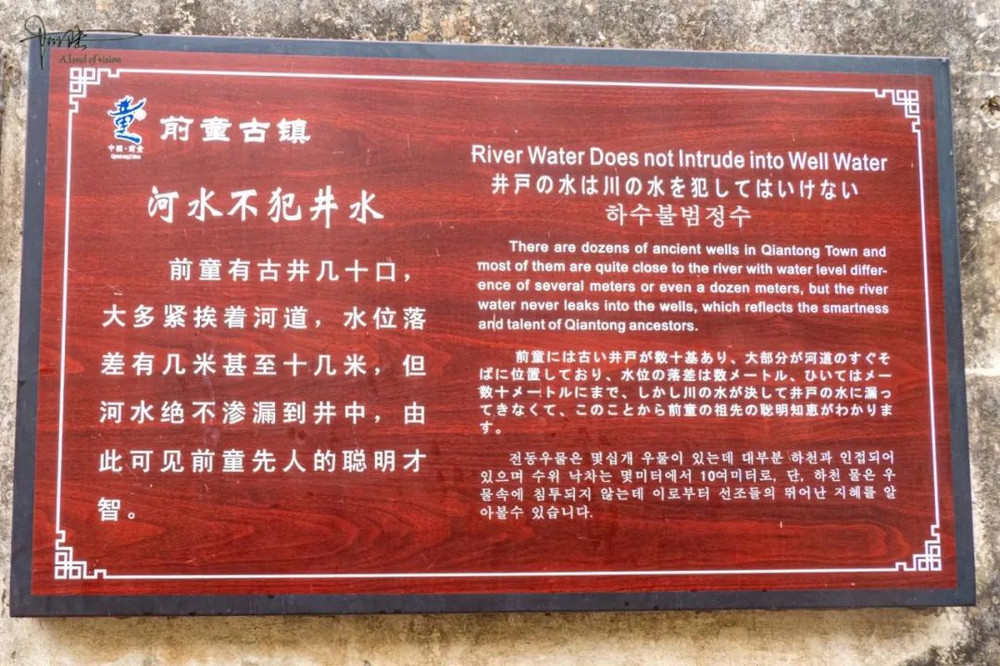 A land of vision
童
中國·前童
前童古镇
河水不犯井水
前童有古井几十口，
大多紧挨着河道，水位落
差有几米甚至十几米，但
河水绝不渗漏到井中，由
此可见前童先人的聪明才
智。
River Water Does not Intrude into Well Water
井戸の水は川の水を犯してはいけない
하수불범정수
There are dozens of ancient wells in Qiantong Town and
most of them are quite close to the river with water level differ-
ence of several meters or even a dozen meters, but the river
water never leaks into the wells, which reflects the smartness
and talent of Qiantong ancestors.
前童には古い井戸が数十基あり、大部分が河道のすぐそ
ばに位置しており、水位の落差は数メートル、ひいてはメー
数十メートルにまで、しかし川の水が決して井戸の水に漏っ
てきなくて、このことから前童の祖先の聡明知恵がわかりま
す。
전동우물은 몇십개 우물이 있는데 대부분 하천과 인접되어
있으며 수위 낙차는 몇미터에서 10여미터로, 단, 하천 물은 우
물속에 침투되지 않는데 이로부터 선조들의 뛰어난 지혜를 알
아볼수 있습니다.